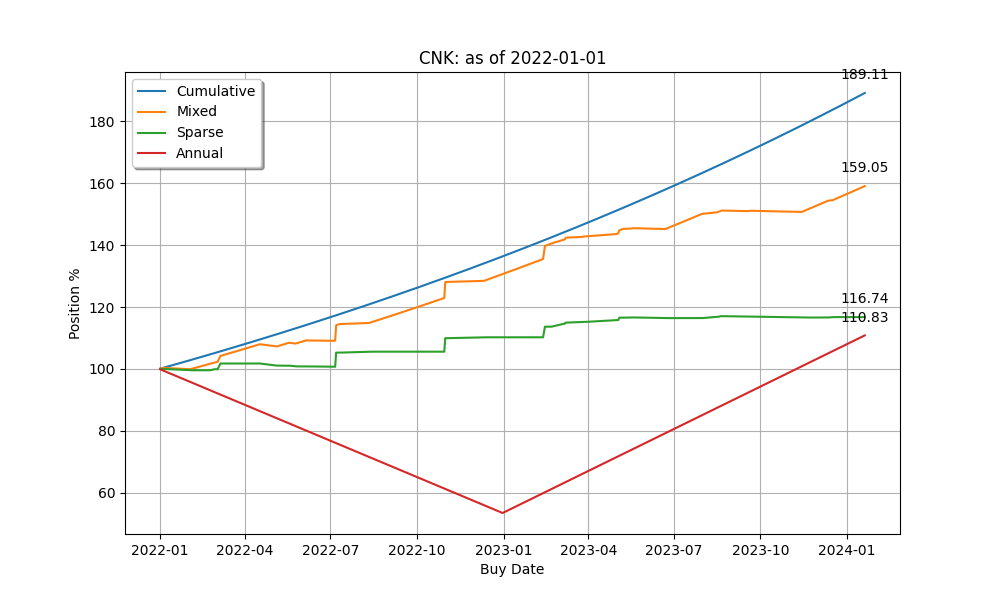 CNK: as of 2022-01-01
Cumulative
Mixed
Sparse
Annual
189.11
159.05
116.74
110.83
180
160
140
120
100
80
60
Position %
2022-01 2022-04 2022-07 2022-10 2023-01 2023-04 2023-07 2023-10 2024-01
Buy Date